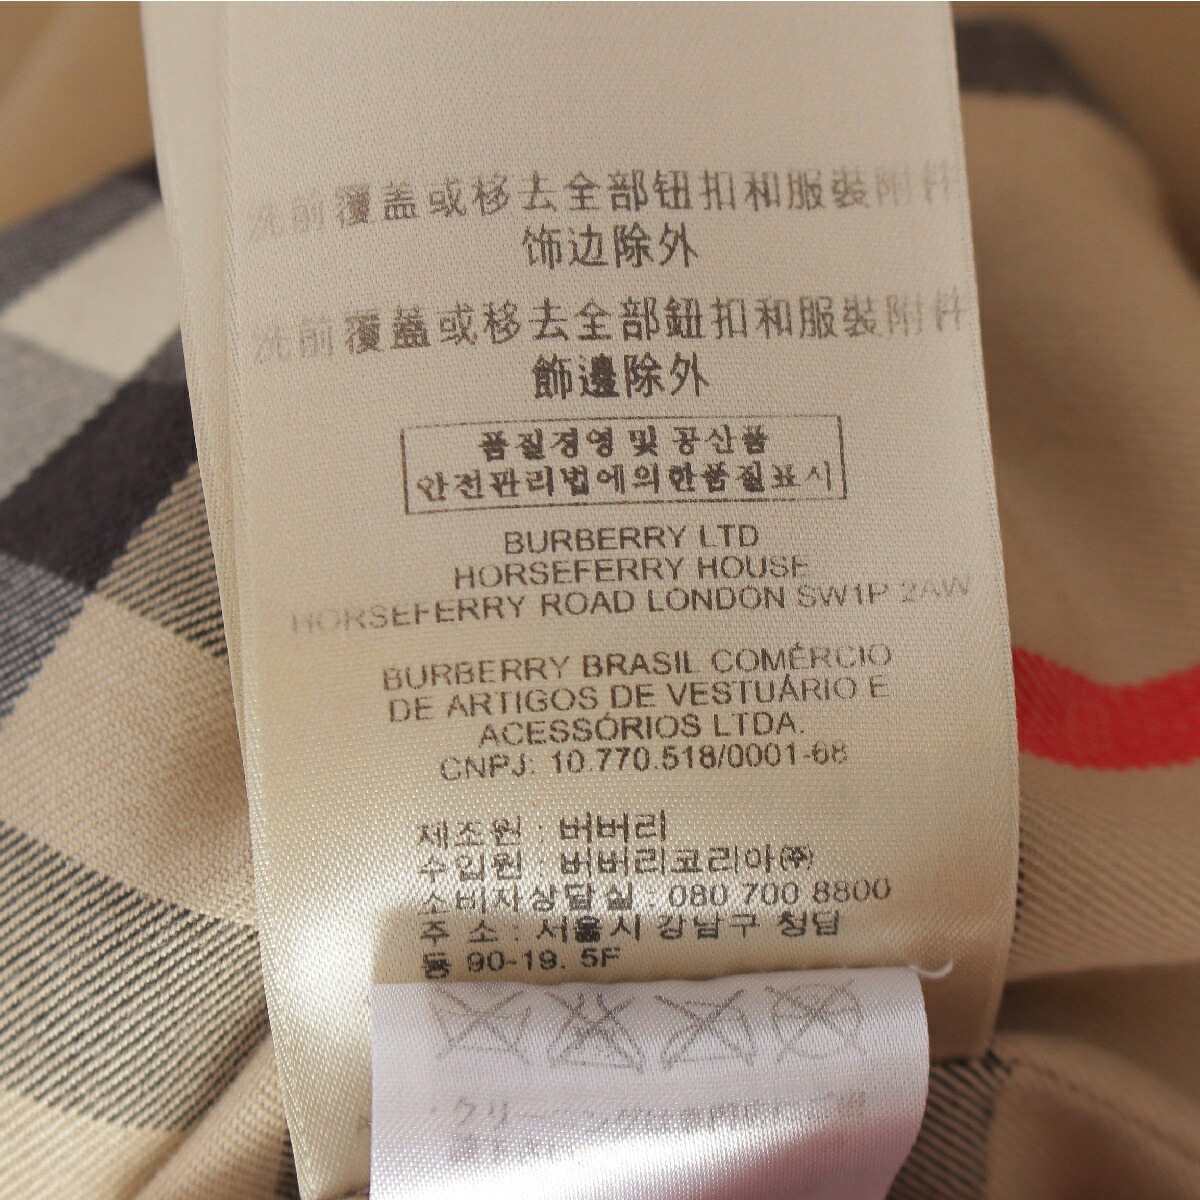 洗前覆盖或移去全部钮扣和服装附件
饰边除外
洗前覆蓋或移去全部鈕扣和服裝附件
飾邊除外
품질경영 및 공산품
안전관리법에의한품질표시
BURBERRY LTD
HORSEFERRY HOUSE
HORSEFERRY ROAD LONDON SW1P 2AW
BURBERRY BRASIL COMÉRCIO
DE ARTIGOS DE VESTUÁRIO E
ACESSÓRIOS LTDA.
CNPJ: 10.770.518/0001-68
제조원 : 버버리
수입원 : 버버리코리아㈜
소비자상담실 : 080 700 8800
주 소 : 서울시 강남구 청담
동 90-19. 5F